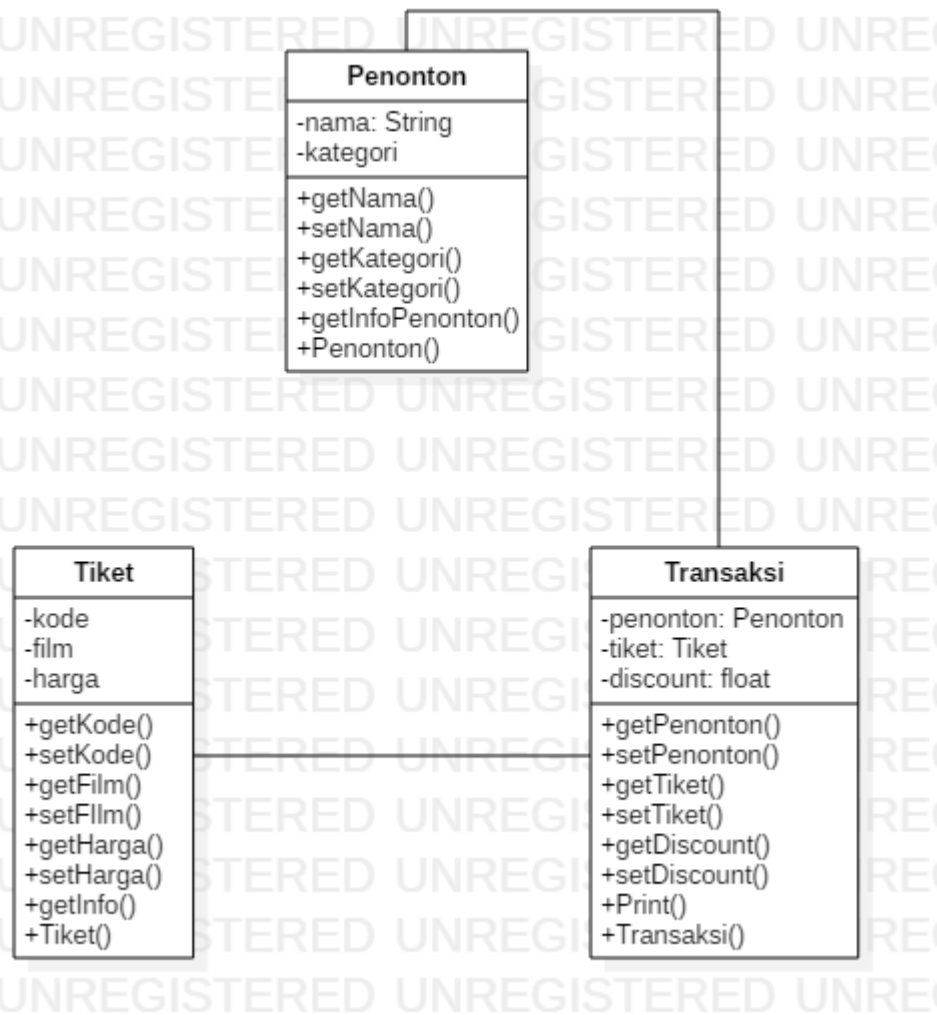 Penonton
-nama: String
-kategori
+getNama()
+setNama()
+getKategori()
+setKategori()
+getInfoPenonton()
+Penonton()
Tiket
-kode
-film
-harga
+getKode()
+setKode()
+getFilm()
+setFIlm()
+getHarga()
+setHarga()
+getInfo()
+Tiket()
Transaksi
-penonton: Penonton
-tiket: Tiket
-discount: float
+getPenonton()
+setPenonton()
+getTiket()
+setTiket()
+getDiscount()
+setDiscount()
+Print()
+Transaksi()
UNREGISTERED